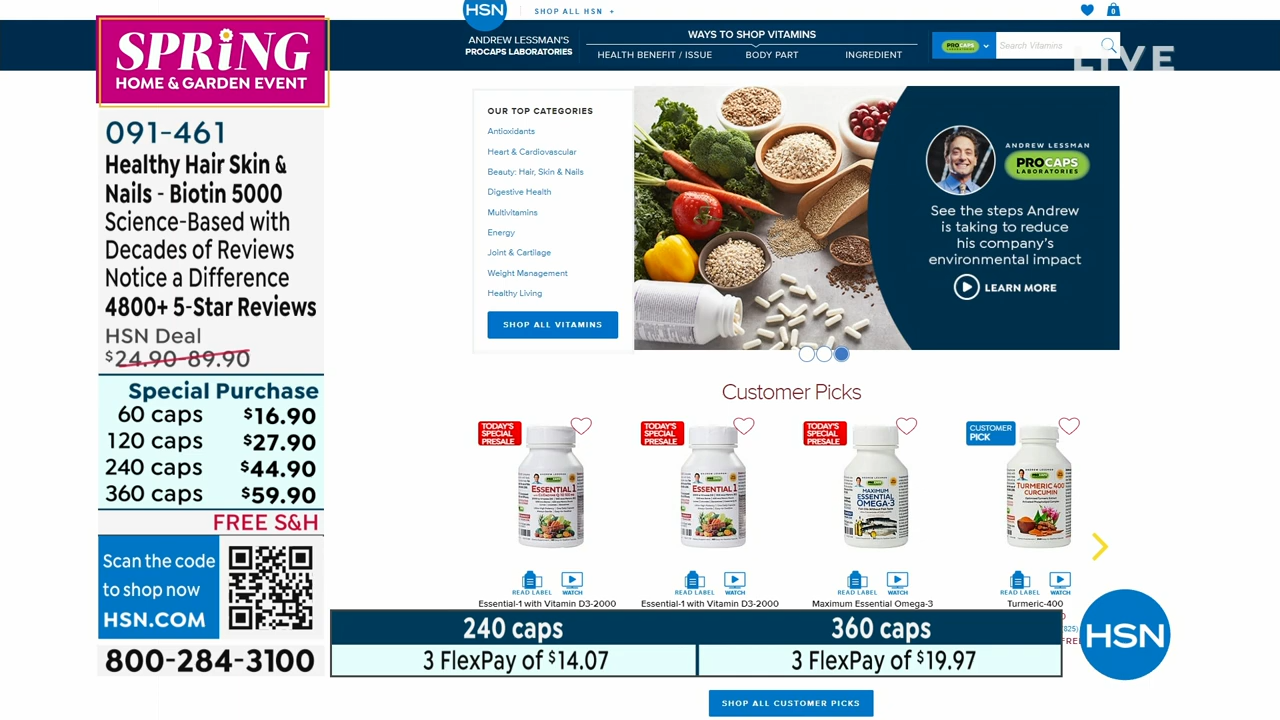 SPRING
HOME & GARDEN EVENT
091-461
Healthy Hair Skin &
Nails - Biotin 5000
Science-Based with
Decades of Reviews
Notice a Difference
4800+ 5-Star Reviews
HSN Deal
$24.90-89.90
Special Purchase
60 caps $16.90
120 caps $27.90
240 caps $44.90
360 caps $59.90
FREE S&H
Scan the code
to shop now
HSN.COM
800-284-3100
HSN
SHOP ALL HSN +
0
ANDREW LESSMAN'S
PROCAPS LABORATORIES
WAYS TO SHOP VITAMINS
HEALTH BENEFIT / ISSUE
BODY PART
INGREDIENT
PROCAPS
Search Vitamins
LIVE
OUR TOP CATEGORIES
Antioxidants
Heart & Cardiovascular
Beauty: Hair, Skin & Nails
Digestive Health
Multivitamins
Energy
Joint & Cartilage
Weight Management
Healthy Living
SHOP ALL VITAMINS
ANDREW LESSMAN
PROCAPS
LABORATORIES
See the steps Andrew
is taking to reduce
his company's
environmental impact
LEARN MORE
Customer Picks
TODAY'S
SPECIAL
PRESALE
ESSENTIAL 1
TODAY'S
SPECIAL
PRESALE
ESSENTIAL 1
TODAY'S
SPECIAL
PRESALE
MAXIMUM
ESSENTIAL
OMEGA-3
CUSTOMER
PICK
TURMERIC 400
CURCUMIN
READ LABEL WATCH
READ LABEL WATCH
READ LABEL WATCH
READ LABEL WATCH
Essential-1 with Vitamin D3-2000
Essential-1 with Vitamin D3-2000
Maximum Essential Omega-3
Turmeric-400
825)
FRE
240 caps
360 caps
3 FlexPay of $14.07
3 FlexPay of $19.97
HSN
SHOP ALL CUSTOMER PICKS